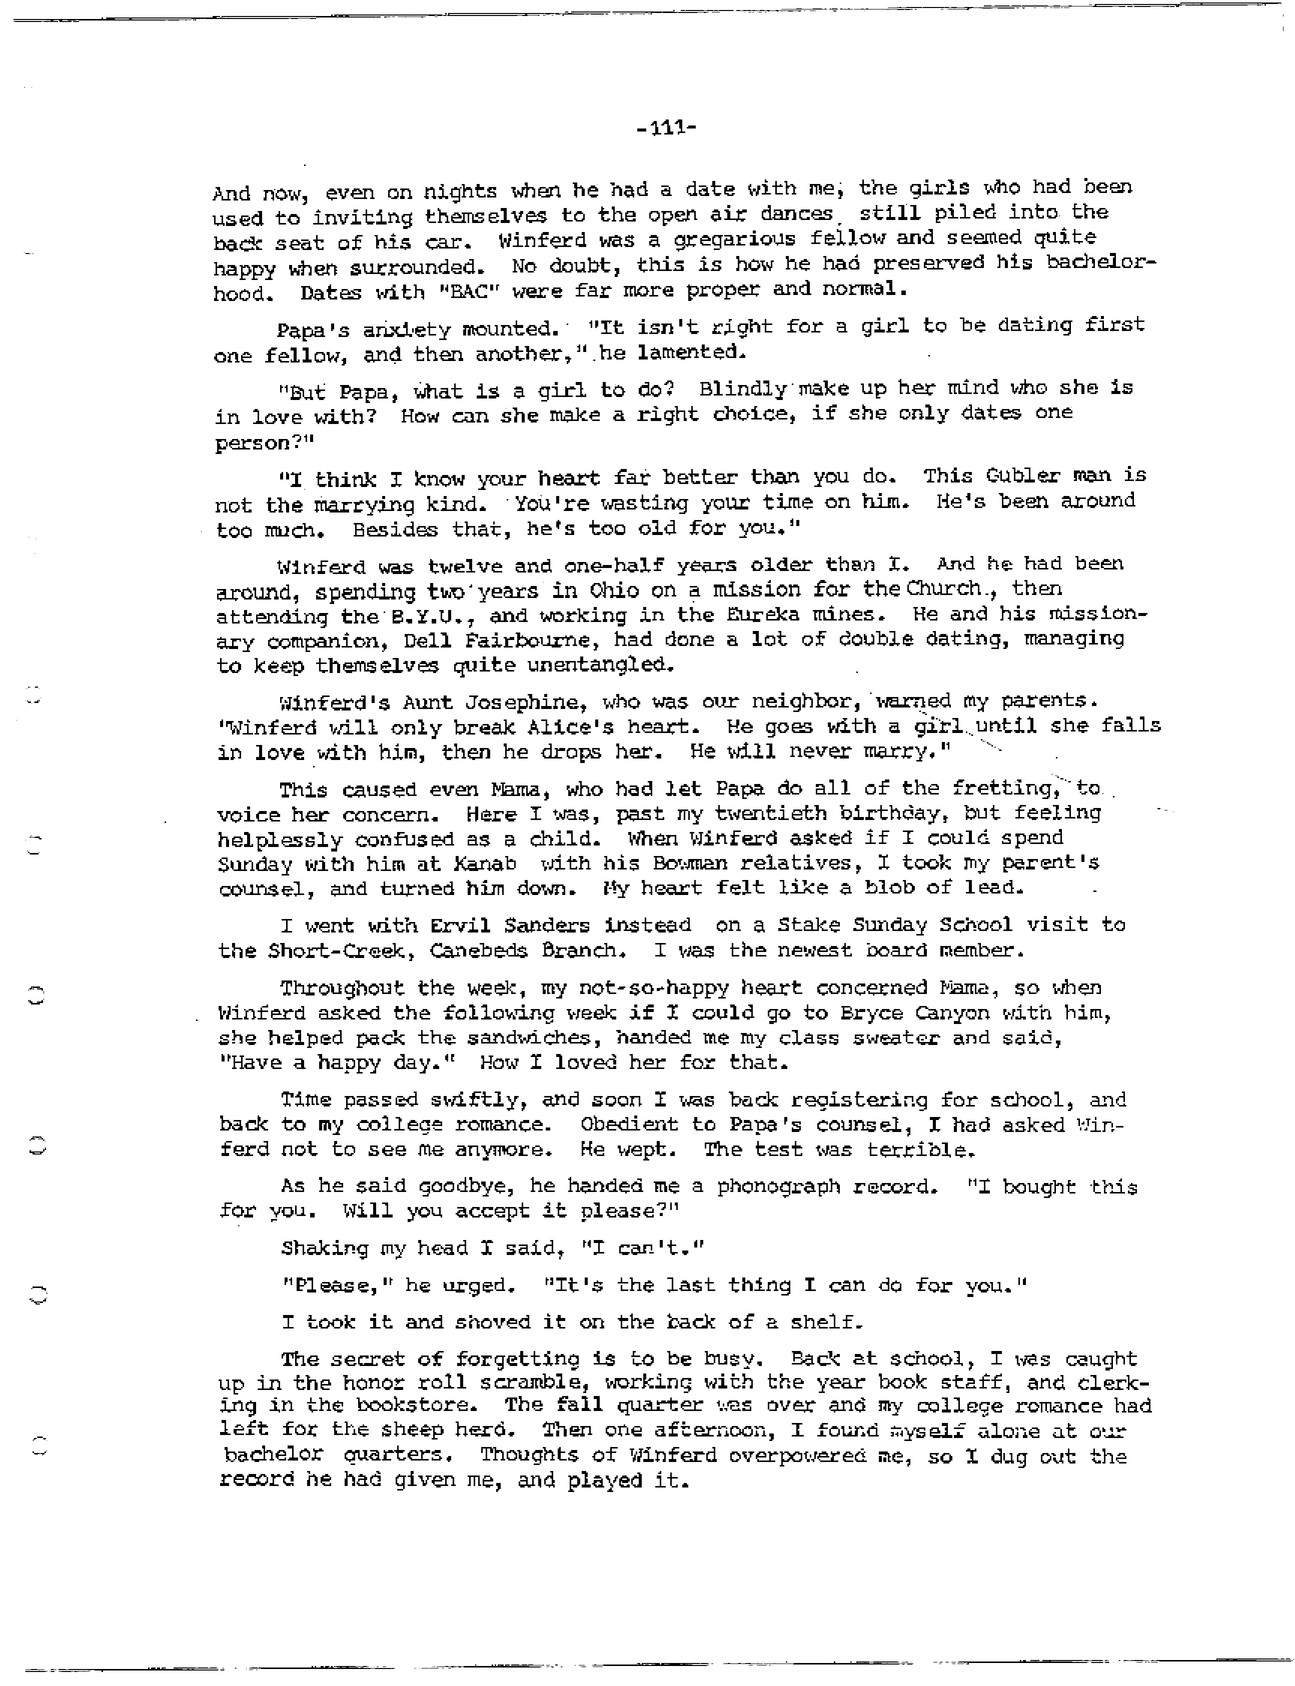 -111-
And now, even on nights when he had a date with me, the girls who had been
used to inviting themselves to the open air dances still piled into the
back seat of his car. Winferd was a gregarious fellow and seemed quite
happy when surrounded. No doubt, this is how he had preserved his bachelor-
hood. Dates with "BAC" were far more proper and normal.
Papa's anxiety mounted. "It isn't right for a girl to be dating first
one fellow, and then another," he lamented.
"But Papa, what is a girl to do? Blindly make up her mind who she is
in love with? How can she make a right choice, if she only dates one
person?"
"I think I know your heart far better than you do. This Gubler man is
not the marrying kind. You're wasting your time on him. He's been around
too much. Besides that, he's too old for you."
Winferd was twelve and one-half years older than I. And he had been
around, spending two years in Ohio on a mission for the Church., then
attending the B.Y.U., and working in the Eureka mines. He and his mission-
ary companion, Dell Fairbourne, had done a lot of double dating, managing
to keep themselves quite unentangled.
Winferd's Aunt Josephine, who was our neighbor, warned my parents.
"Winferd will only break Alice's heart. He goes with a girl until she falls
in love with him, then he drops her. He will never marry."
This caused even Mama, who had let Papa do all of the fretting, to
voice her concern. Here I was, past my twentieth birthday, but feeling
helplessly confused as a child. When Winferd asked if I could spend
Sunday with him at Kanab with his Bowman relatives, I took my parent's
counsel, and turned him down. My heart felt like a blob of lead.
I went with Ervil Sanders instead on a Stake Sunday School visit to
the Short-Creek, Canebeds Branch. I was the newest board member.
Throughout the week, my not-so-happy heart concerned Mama, so when
Winferd asked the following week if I could go to Bryce Canyon with him,
she helped pack the sandwiches, handed me my class sweater and said,
"Have a happy day." How I loved her for that.
Time passed swiftly, and soon I was back registering for school, and
back to my college romance. Obedient to Papa's counsel, I had asked Win-
ferd not to see me anymore. He wept. The test was terrible.
As he said goodbye, he handed me a phonograph record. "I bought this
for you. Will you accept it please?"
Shaking my head I said, "I can't."
"Please," he urged. "It's the last thing I can do for you."
I took it and shoved it on the back of a shelf.
The secret of forgetting is to be busy. Back at school, I was caught
up in the honor roll scramble, working with the year book staff, and clerk-
ing in the bookstore. The fall quarter was over and my college romance had
left for the sheep herd. Then one afternoon, I found myself alone at our
bachelor quarters. Thoughts of Winferd overpowered me, so I dug out the
record he had given me, and played it.